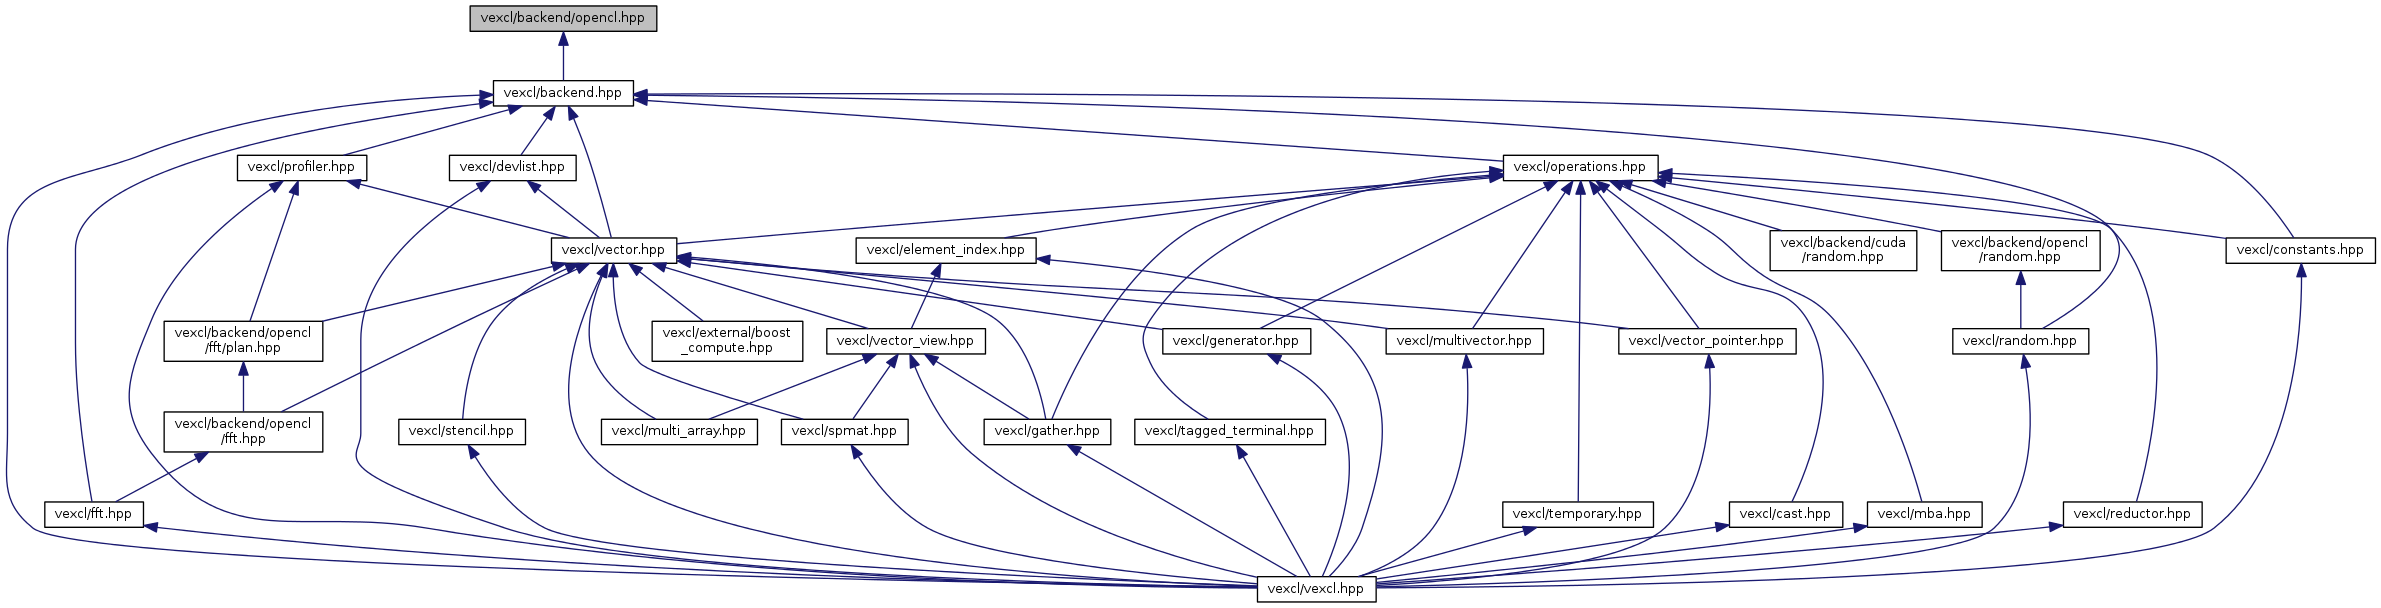 vexcl/backend/opencl.hpp
vexcl/backend.hpp
vexcl/profiler.hpp
vexcl/devlist.hpp
vexcl/operations.hpp
vexcl/vector.hpp
vexcl/element_index.hpp
vexcl/backend/cuda
/random.hpp
vexcl/backend/opencl
/random.hpp
vexcl/constants.hpp
vexcl/backend/opencl
/fft/plan.hpp
vexcl/external/boost
_compute.hpp
vexcl/vector_view.hpp
vexcl/generator.hpp
vexcl/multivector.hpp
vexcl/vector_pointer.hpp
vexcl/random.hpp
vexcl/backend/opencl
/fft.hpp
vexcl/stencil.hpp
vexcl/multi_array.hpp
vexcl/spmat.hpp
vexcl/gather.hpp
vexcl/tagged_terminal.hpp
vexcl/fft.hpp
vexcl/temporary.hpp
vexcl/cast.hpp
vexcl/mba.hpp
vexcl/reductor.hpp
vexcl/vexcl.hpp